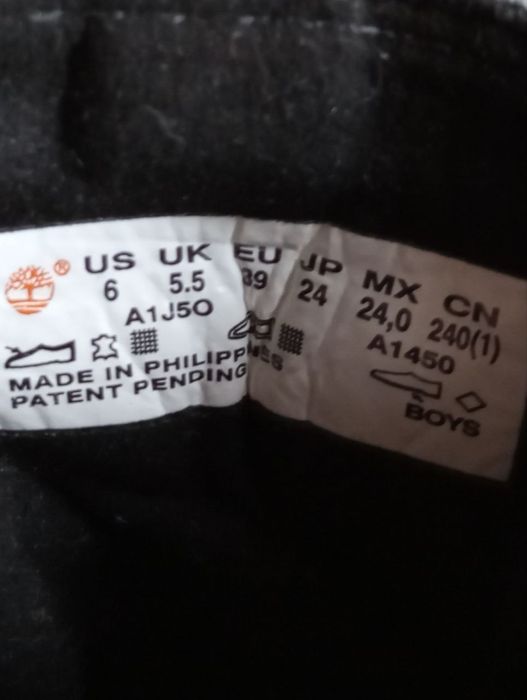 ® US UK EU JP MX CN
6 5.5 39 24 24,0 240(1)
A1J5O A1450
MADE IN PHILIPPINES
PATENT PENDING
BOYS